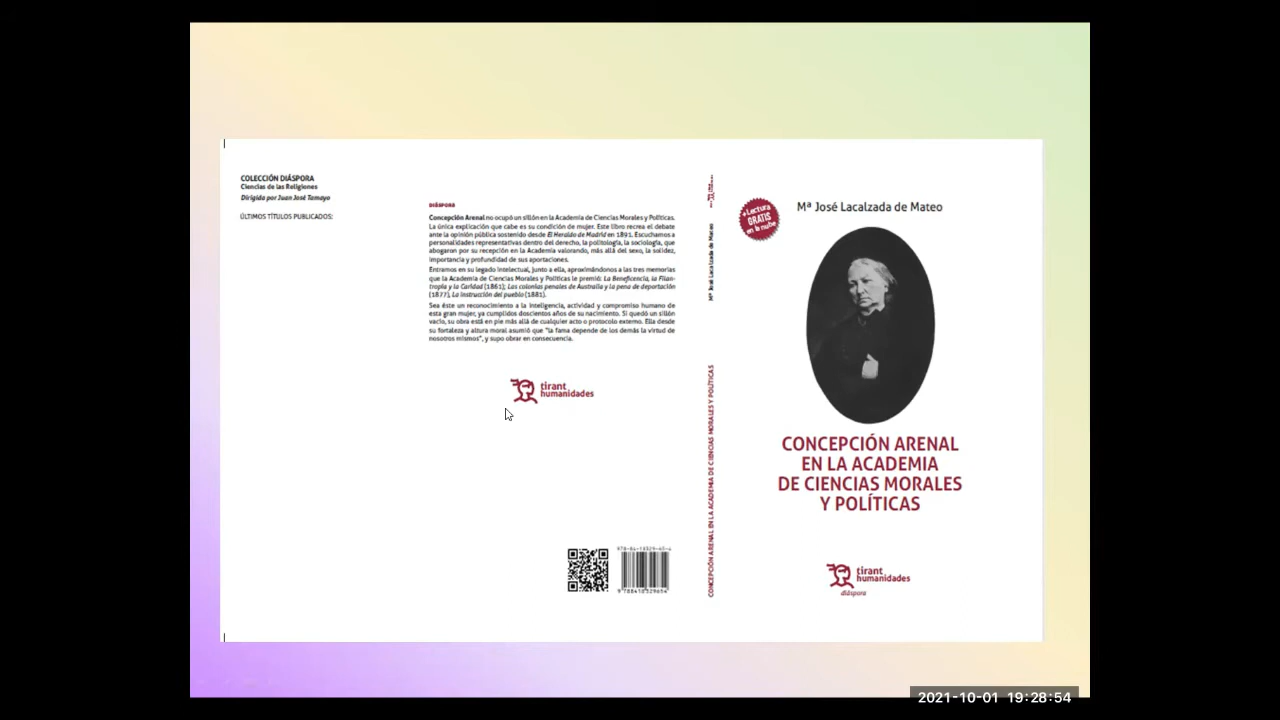 COLECCIÓN DIÁSPORA
Ciencias de las Religiones
Dirigida por Juan José Tamayo
ÚLTIMOS TÍTULOS PUBLICADOS:
DIÁSPORA
Concepción Arenal no ocupó un sillón en la Academia de Ciencias Morales y Políticas.
La única explicación que cabe es su condición de mujer. Este libro recrea el debate
ante la opinión pública sostenido desde El Heraldo de Madrid en 1891. Escuchamos a
personalidades representativas dentro del derecho, la politología, la sociología, que
abogaron por su recepción en la Academia valorando, más allá del sexo, la solidez,
importancia y profundidad de sus aportaciones.
Entramos en su legado intelectual, junto a ella, aproximándonos a las tres memorias
que la Academia de Ciencias Morales y Políticas le premió: La Beneficencia, la Filan-
tropía y la Caridad (1861); Las colonias penales de Australia y la pena de deportación
(1877), La instrucción del pueblo (1881).
Sea éste un reconocimiento a la inteligencia, actividad y compromiso humano de
esta gran mujer, ya cumplidos doscientos años de su nacimiento. Si quedó un sillón
vacío, su obra está en pie más allá de cualquier acto o protocolo externo. Ella desde
su fortaleza y altura moral asumió que "la fama depende de los demás la virtud de
nosotros mismos", y supo obrar en consecuencia.
tirant
humanidades
Mª José Lacalzada de Mateo
CONCEPCIÓN ARENAL EN LA ACADEMIA DE CIENCIAS MORALES Y POLÍTICAS
+Lectura
GRATIS
en la nube
Mª José Lacalzada de Mateo
CONCEPCIÓN ARENAL
EN LA ACADEMIA
DE CIENCIAS MORALES
Y POLÍTICAS
tirant
humanidades
diáspora
2021-10-01 19:28:54